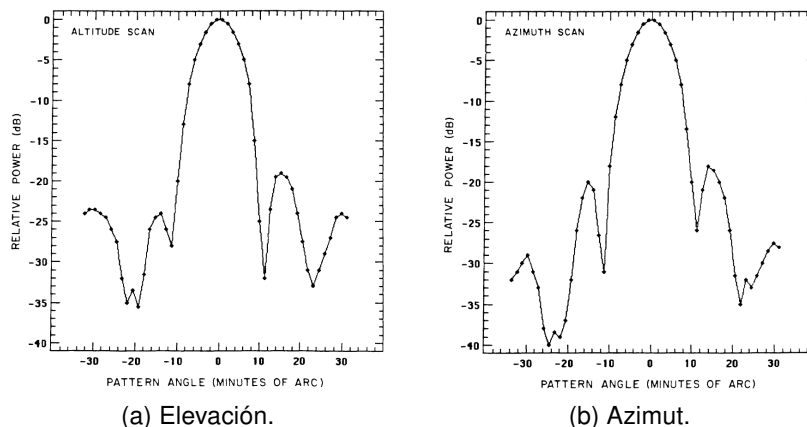 ALTITUDE SCAN
RELATIVE POWER (dB)
0
-5
-10
-15
-20
-25
-30
-35
-40
-30 -20 -10 0 10 20 30
PATTERN ANGLE (MINUTES OF ARC)
(a) Elevación.
AZIMUTH SCAN
RELATIVE POWER (dB)
0
-5
-10
-15
-20
-25
-30
-35
-40
-30 -20 -10 0 10 20 30
PATTERN ANGLE (MINUTES OF ARC)
(b) Azimut.